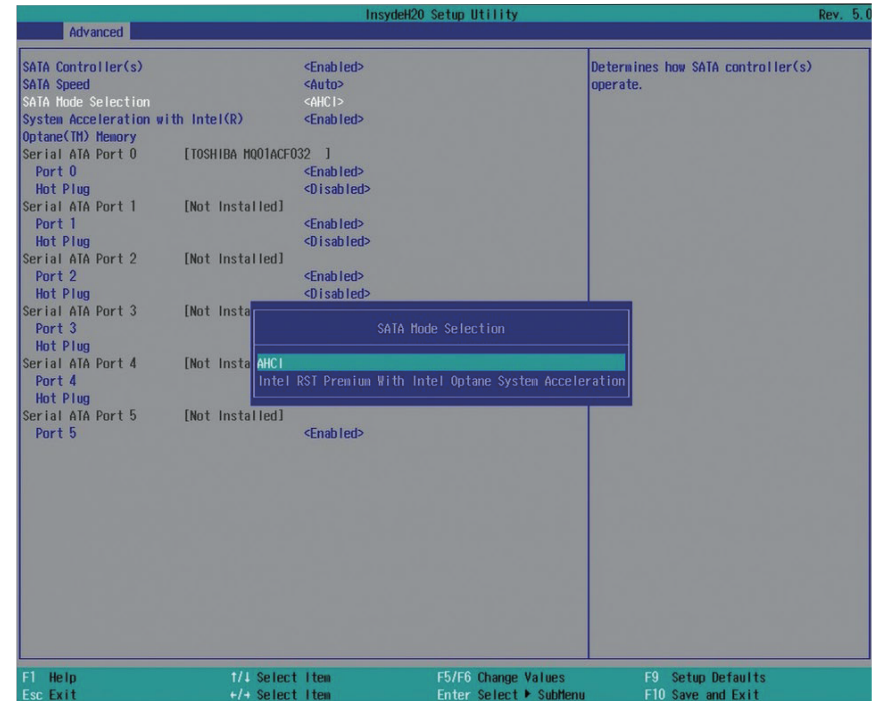 InsydeH20 Setup Utility Rev. 5.0
Advanced
SATA Controller(s) <Enabled>
SATA Speed <Auto>
SATA Mode Selection <AHCI>
System Acceleration with Intel(R) <Enabled>
Optane(TM) Memory
Serial ATA Port 0 [TOSHIBA MQ01ACF032 ]
Port 0 <Enabled>
Hot Plug <Disabled>
Serial ATA Port 1 [Not Installed]
Port 1 <Enabled>
Hot Plug <Disabled>
Serial ATA Port 2 [Not Installed]
Port 2 <Enabled>
Hot Plug <Disabled>
Serial ATA Port 3 [Not Insta
Port 3
Hot Plug
Serial ATA Port 4 [Not Insta
Port 4
Hot Plug
Serial ATA Port 5 [Not Installed]
Port 5 <Enabled>
SATA Mode Selection
AHCI
Intel RST Premium With Intel Optane System Acceleration
Determines how SATA controller(s)
operate.
F1 Help ↑/↓ Select Item F5/F6 Change Values F9 Setup Defaults
Esc Exit ←/→ Select Item Enter Select ▶ SubMenu F10 Save and Exit